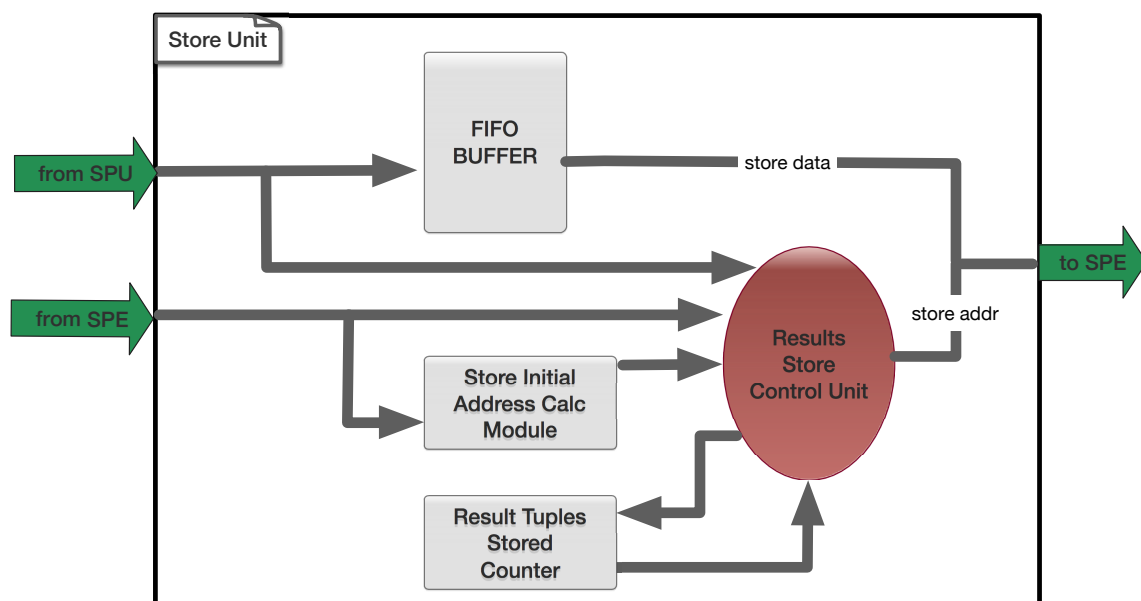 Store Unit
FIFO
BUFFER
store data
from SPU
to SPE
from SPE
store addr
Results
Store
Control Unit
Store Initial
Address Calc
Module
Result Tuples
Stored
Counter